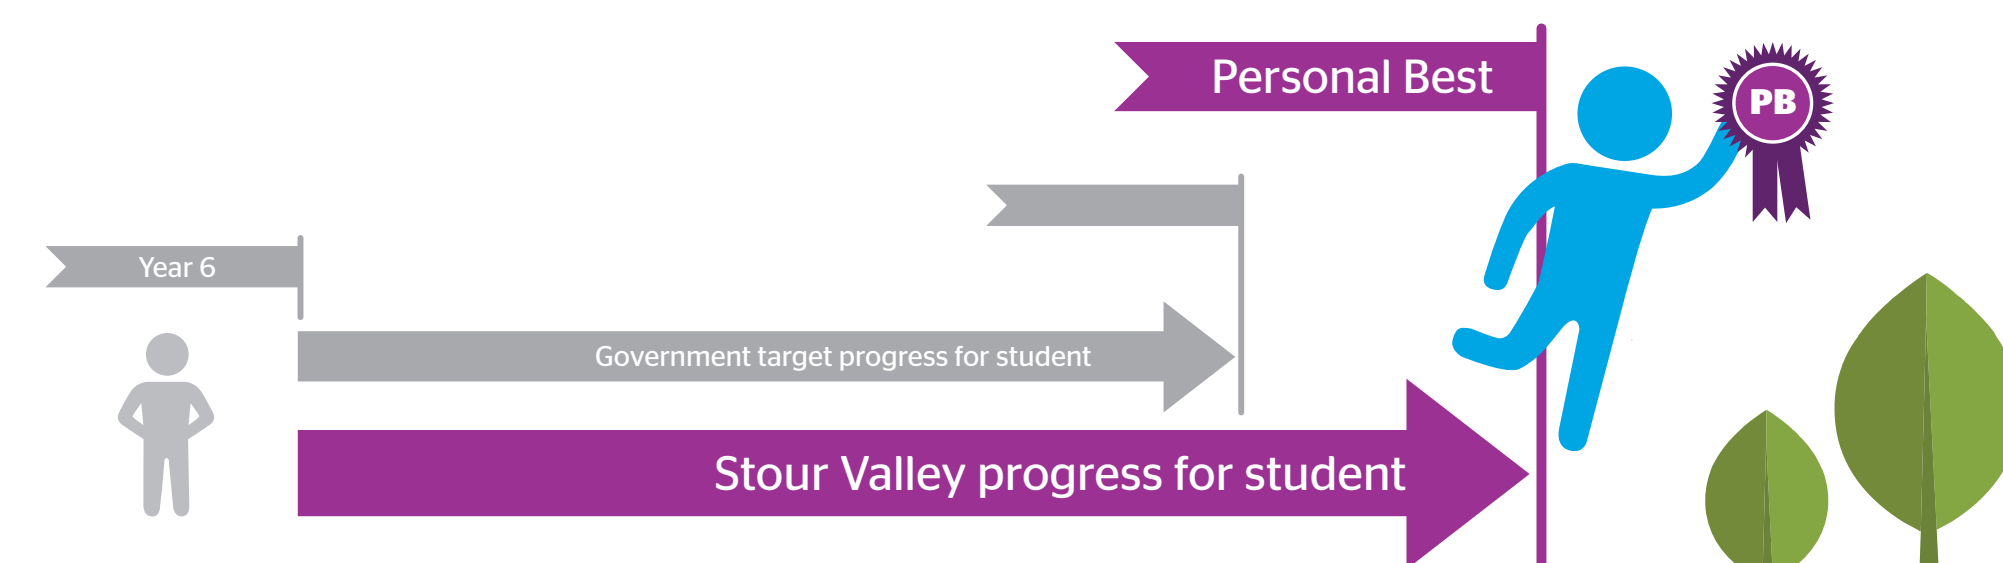 Personal Best
PB
Year 6
Government target progress for student
Stour Valley progress for student